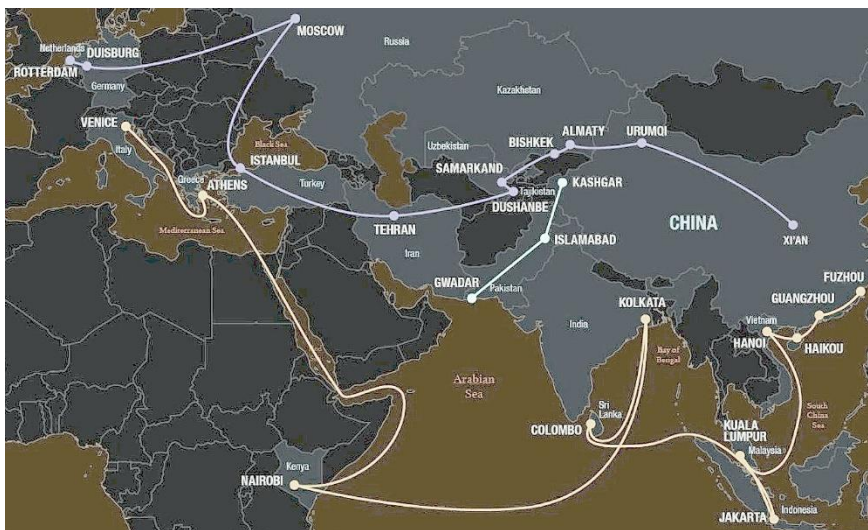 MOSCOW
Russia
Netherlands
DUISBURG
ROTTERDAM
Germany
Kazakhstan
VENICE
Italy
Black Sea
ISTANBUL
Turkey
Greece
ATHENS
Mediterranean Sea
Uzbekistan
BISHKEK
ALMATY
URUMQI
SAMARKAND
Tajikistan
DUSHANBE
KASHGAR
CHINA
XI'AN
TEHRAN
Iran
ISLAMABAD
GWADAR
Pakistan
India
KOLKATA
FUZHOU
GUANGZHOU
Vietnam
HANOI
HAIKOU
Bay of
Bengal
Arabian
Sea
Sri
Lanka
COLOMBO
South
China
Sea
KUALA
LUMPUR
Malaysia
Kenya
NAIROBI
JAKARTA
Indonesia